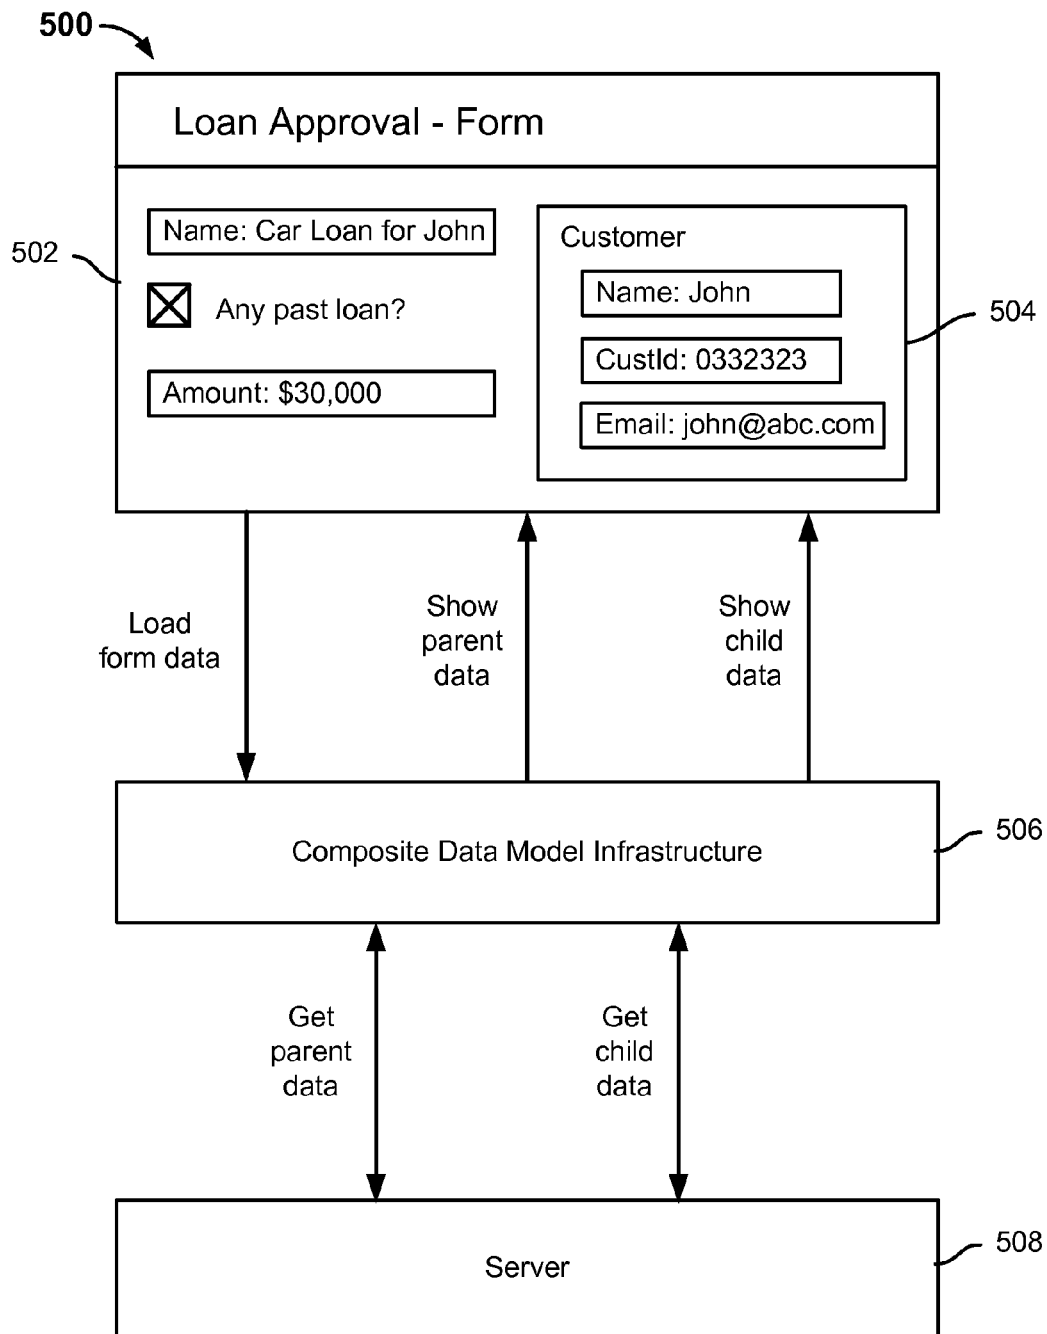 500
Loan Approval - Form
502
Name: Car Loan for John
Any past loan?
Amount: $30,000
Customer
Name: John
CustId: 0332323
Email: john@abc.com
504
Load
form data
Show
parent
data
Show
child
data
Composite Data Model Infrastructure
506
Get
parent
data
Get
child
data
Server
508